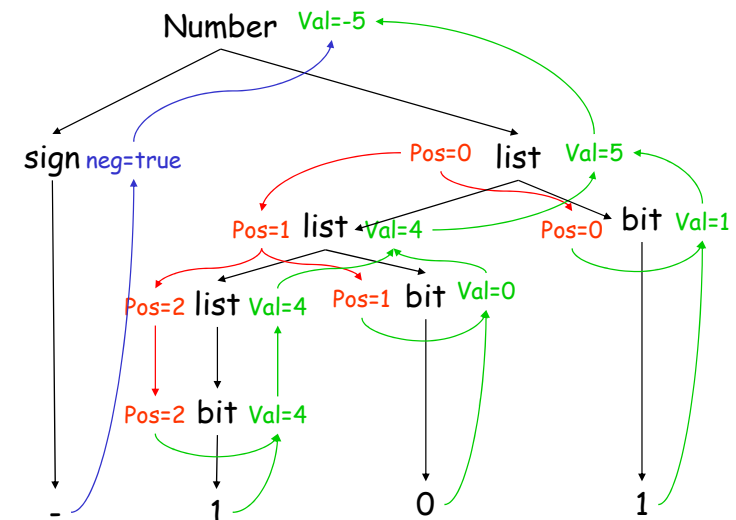 Number Val=-5
sign neg=true Pos=0 list Val=5
Pos=1 list Val=4 Pos=0 bit Val=1
Pos=2 list Val=4 Pos=1 bit Val=0
Pos=2 bit Val=4
- 1 0 1